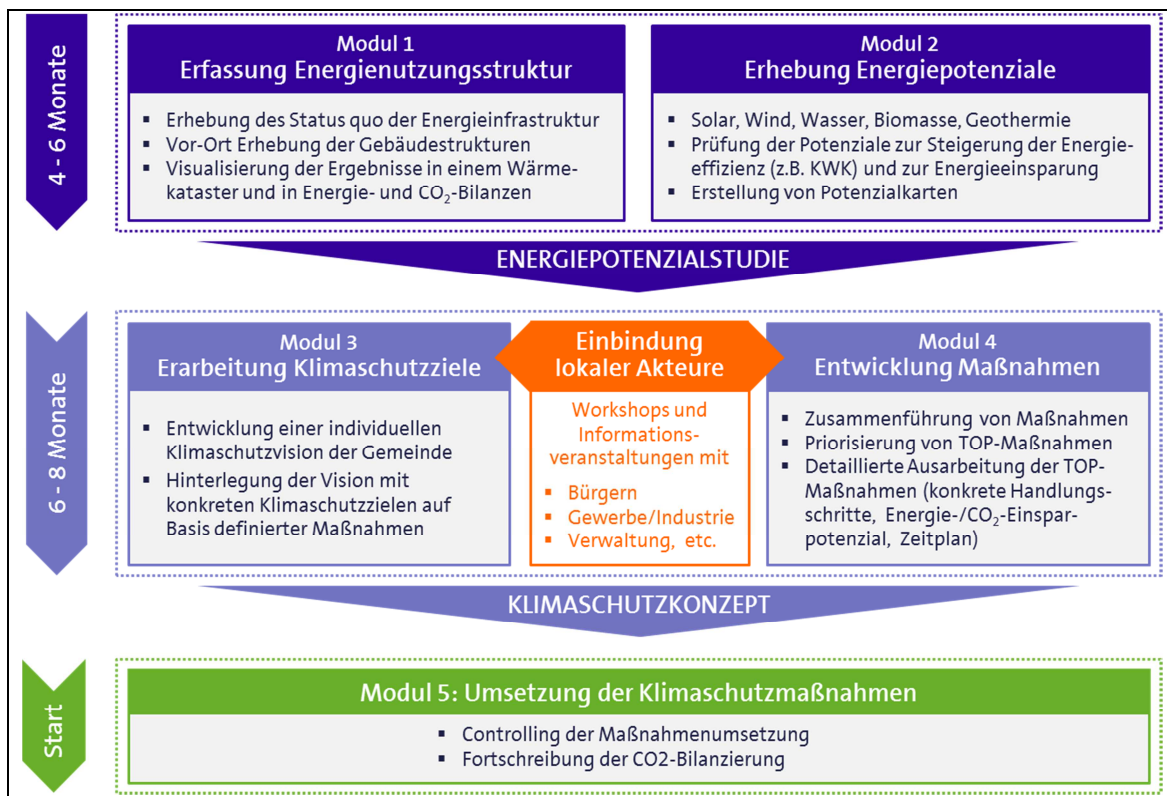 4 - 6 Monate
Modul 1
Erfassung Energienutzungsstruktur
▪ Erhebung des Status quo der Energieinfrastruktur
▪ Vor-Ort Erhebung der Gebäudestrukturen
▪ Visualisierung der Ergebnisse in einem Wärme-
kataster und in Energie- und CO₂-Bilanzen
Modul 2
Erhebung Energiepotenziale
▪ Solar, Wind, Wasser, Biomasse, Geothermie
▪ Prüfung der Potenziale zur Steigerung der Energie-
effizienz (z.B. KWK) und zur Energieeinsparung
▪ Erstellung von Potenzialkarten
ENERGIEPOTENZIALSTUDIE
6 - 8 Monate
Modul 3
Erarbeitung Klimaschutzziele
▪ Entwicklung einer individuellen
Klimaschutzvision der Gemeinde
▪ Hinterlegung der Vision mit
konkreten Klimaschutzzielen auf
Basis definierter Maßnahmen
Einbindung
lokaler Akteure
Workshops und
Informations-
veranstaltungen mit
▪ Bürgern
▪ Gewerbe/Industrie
▪ Verwaltung, etc.
Modul 4
Entwicklung Maßnahmen
▪ Zusammenführung von Maßnahmen
▪ Priorisierung von TOP-Maßnahmen
▪ Detaillierte Ausarbeitung der TOP-
Maßnahmen (konkrete Handlungs-
schritte, Energie-/CO₂-Einspar-
potenzial, Zeitplan)
KLIMASCHUTZKONZEPT
Start
Modul 5: Umsetzung der Klimaschutzmaßnahmen
▪ Controlling der Maßnahmenumsetzung
▪ Fortschreibung der CO2-Bilanzierung